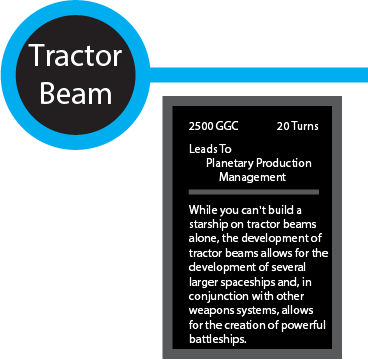 Tractor
Beam
2500 GGC 20 Turns
Leads To
Planetary Production
Management
While you can't build a
starship on tractor beams
alone, the development of
tractor beams allows for the
development of several
larger spaceships and, in
conjunction with other
weapons systems, allows
for the creation of powerful
battleships.